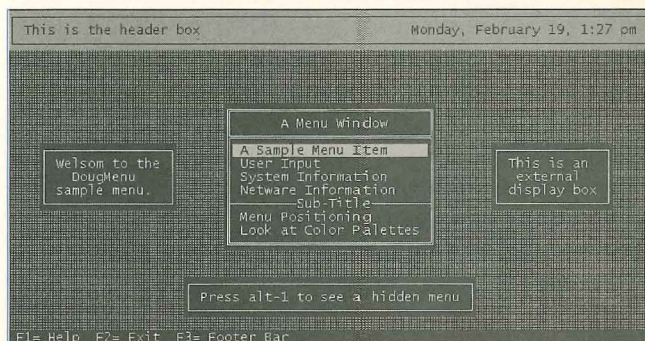 This is the header box
Monday, February 19, 1:27 pm
A Menu Window
A Sample Menu Item
User Input
System Information
Netware Information
Sub-Title
Menu Positioning
Look at Color Palettes
Welsom to the
DougMenu
sample menu.
This is an
external
display box
Press alt-1 to see a hidden menu
F1= Help F2= Exit F3= Footer Bar